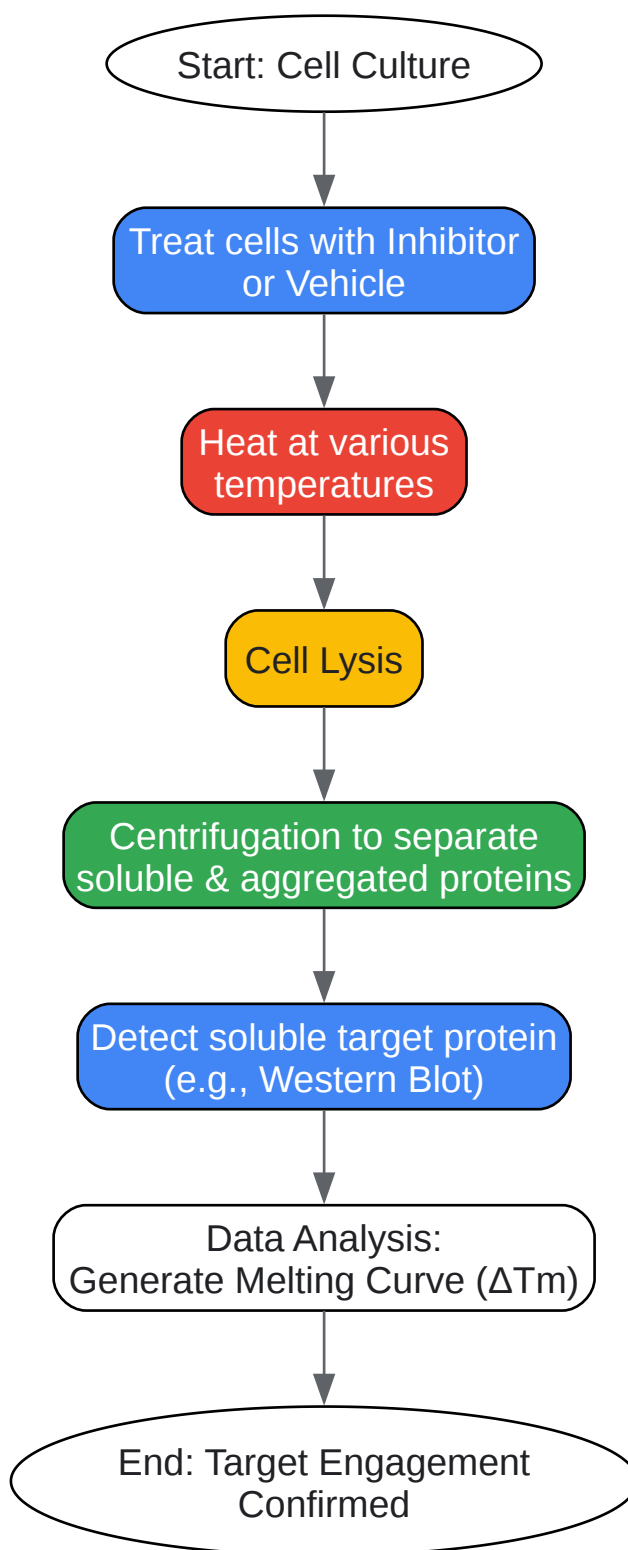 Start: Cell Culture
Treat cells with Inhibitor
or Vehicle
Heat at various
temperatures
Cell Lysis
Centrifugation to separate
soluble & aggregated proteins
Detect soluble target protein
(e.g., Western Blot)
Data Analysis:
Generate Melting Curve (ΔTm)
End: Target Engagement
Confirmed